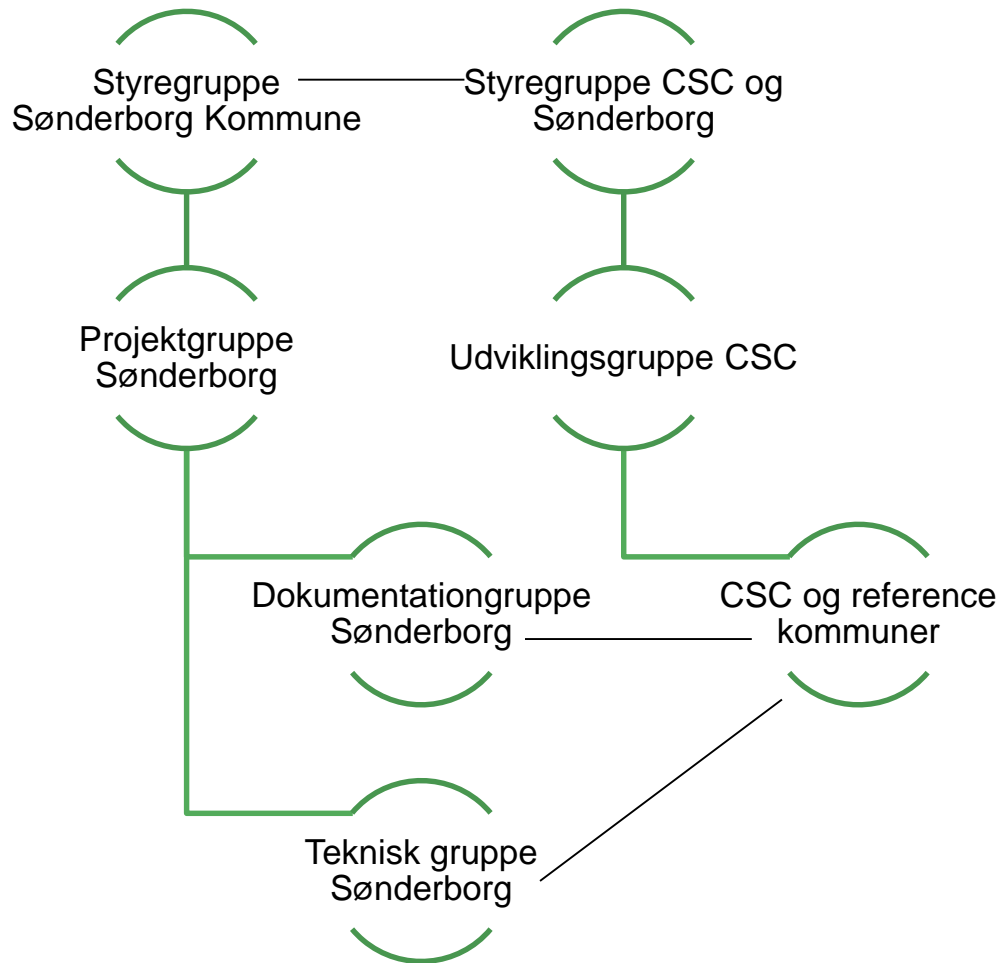 Styregruppe
Sønderborg Kommune
Styregruppe CSC og
Sønderborg
Projektgruppe
Sønderborg
Udviklingsgruppe CSC
Dokumentationgruppe
Sønderborg
CSC og reference
kommuner
Teknisk gruppe
Sønderborg